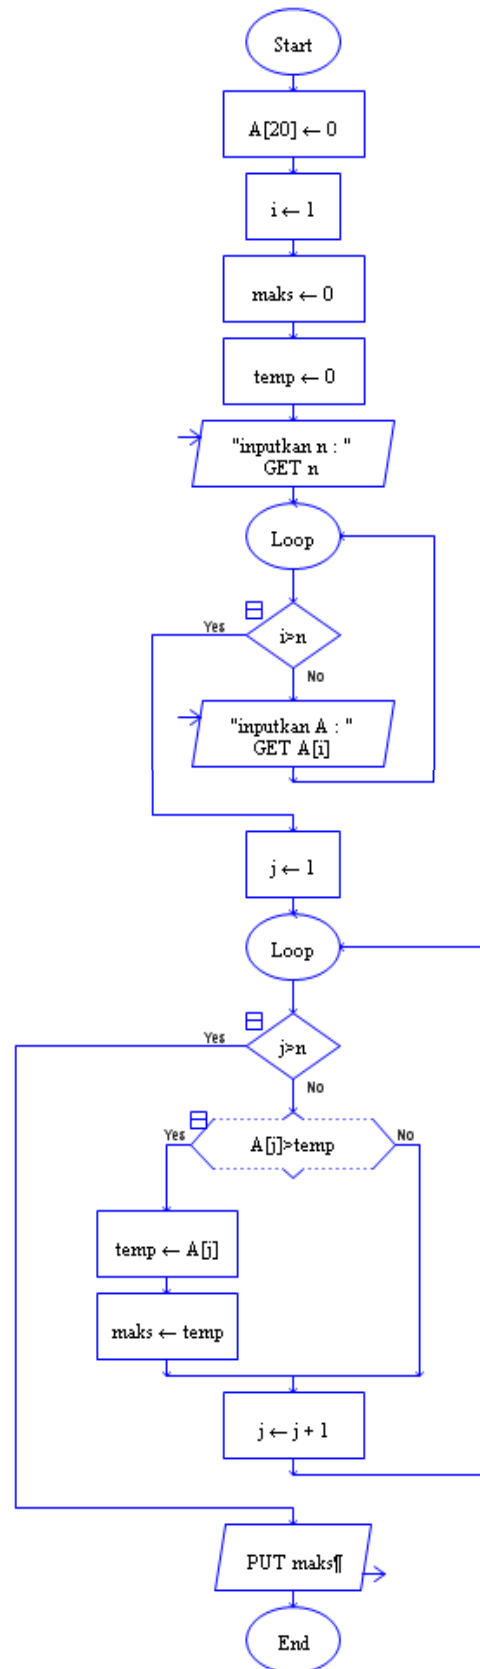 Start
A[20] ← 0
i ← 1
maks ← 0
temp ← 0
"inputkan n : "
GET n
Loop
Yes
i>n
No
"inputkan A : "
GET A[i]
j ← 1
Loop
Yes
j>n
No
Yes
A[j]>temp
No
temp ← A[j]
maks ← temp
j ← j + 1
PUT maks¶
End